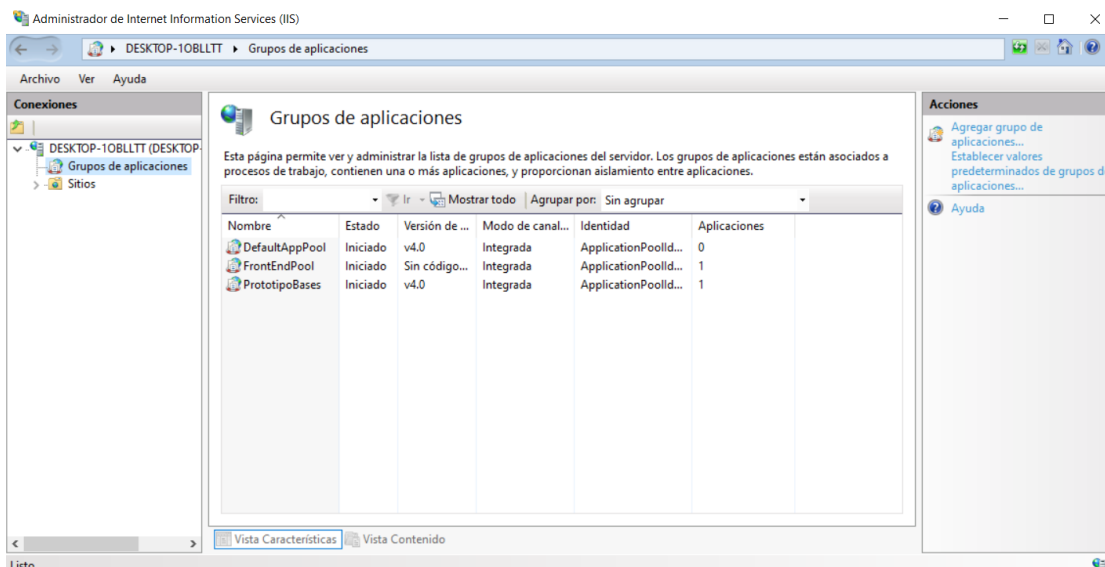 Administrador de Internet Information Services (IIS)
DESKTOP-1OBLLTT Grupos de aplicaciones
Archivo Ver Ayuda
Conexiones
DESKTOP-1OBLLTT (DESKTOP-
Grupos de aplicaciones
Sitios
Grupos de aplicaciones
Esta página permite ver y administrar la lista de grupos de aplicaciones del servidor. Los grupos de aplicaciones están asociados a
procesos de trabajo, contienen una o más aplicaciones, y proporcionan aislamiento entre aplicaciones.
Filtro: Ir Mostrar todo Agrupar por: Sin agrupar
Nombre Estado Versión de ... Modo de canal... Identidad Aplicaciones
DefaultAppPool Iniciado v4.0 Integrada ApplicationPoolId... 0
FrontEndPool Iniciado Sin código... Integrada ApplicationPoolId... 1
PrototipoBases Iniciado v4.0 Integrada ApplicationPoolId... 1
Vista Características Vista Contenido
Acciones
Agregar grupo de
aplicaciones...
Establecer valores
predeterminados de grupos d
aplicaciones...
Ayuda
Listo